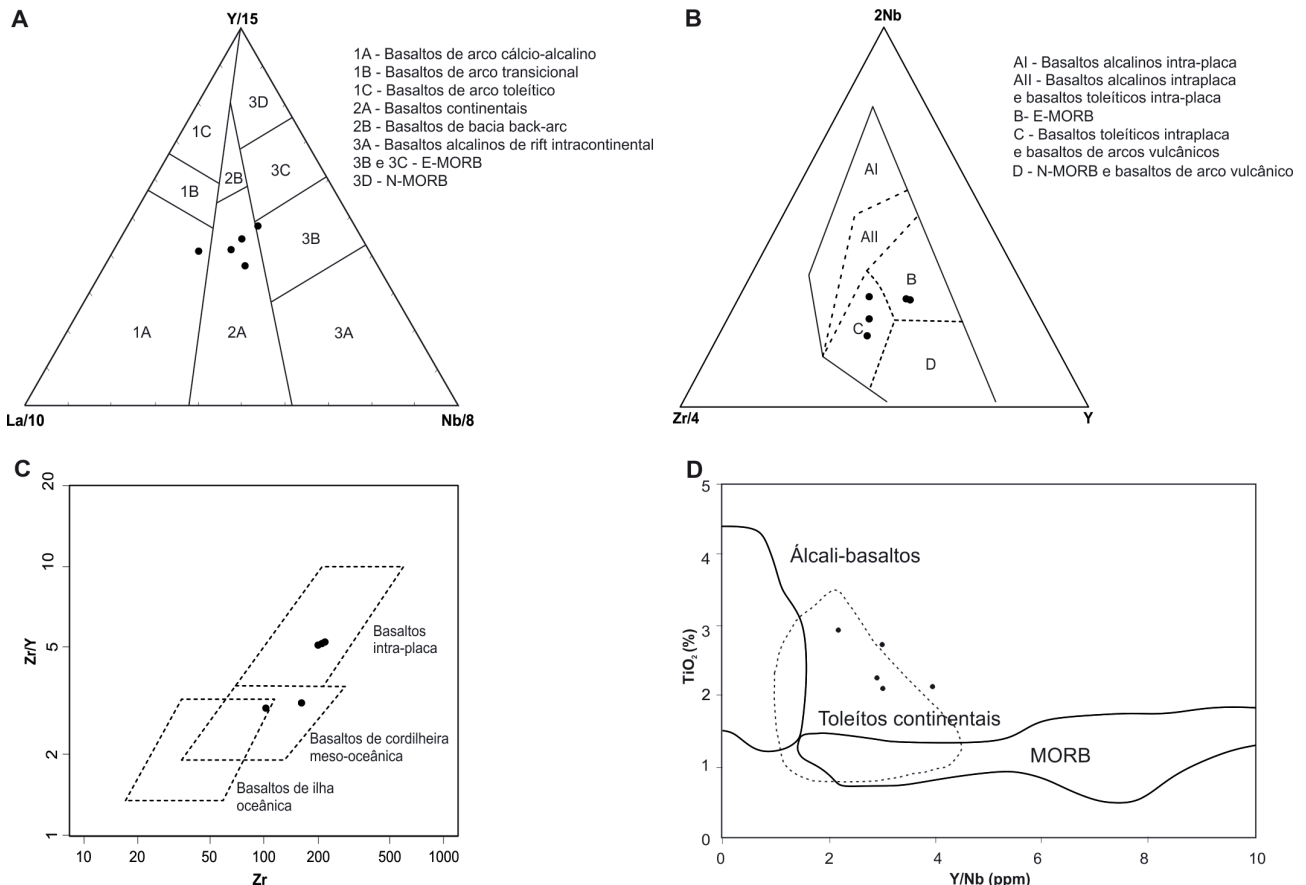 A
Y/15
1A - Basaltos de arco cálcio-alcalino
1B - Basaltos de arco transicional
1C - Basaltos de arco toleítico
2A - Basaltos continentais
2B - Basaltos de bacia back-arc
3A - Basaltos alcalinos de rift intracontinental
3B e 3C - E-MORB
3D - N-MORB
3D
1C
3C
2B
1B
3B
1A
2A
3A
La/10
Nb/8
B
2Nb
AI - Basaltos alcalinos intra-placa
AII - Basaltos alcalinos intraplaca
e basaltos toleíticos intra-placa
B- E-MORB
C - Basaltos toleíticos intraplaca
e basaltos de arcos vulcânicos
D - N-MORB e basaltos de arco vulcânico
AI
AII
B
C
D
Zr/4
Y
C
20
10
5
2
1
Zr/Y
Basaltos
intra-placa
Basaltos de cordilheira
meso-oceânica
Basaltos de ilha
oceânica
10
20
50
100
200
500
1000
Zr
D
5
4
3
2
1
0
TiO2 (%)
Álcali-basaltos
Toleítos continentais
MORB
0
2
4
6
8
10
Y/Nb (ppm)